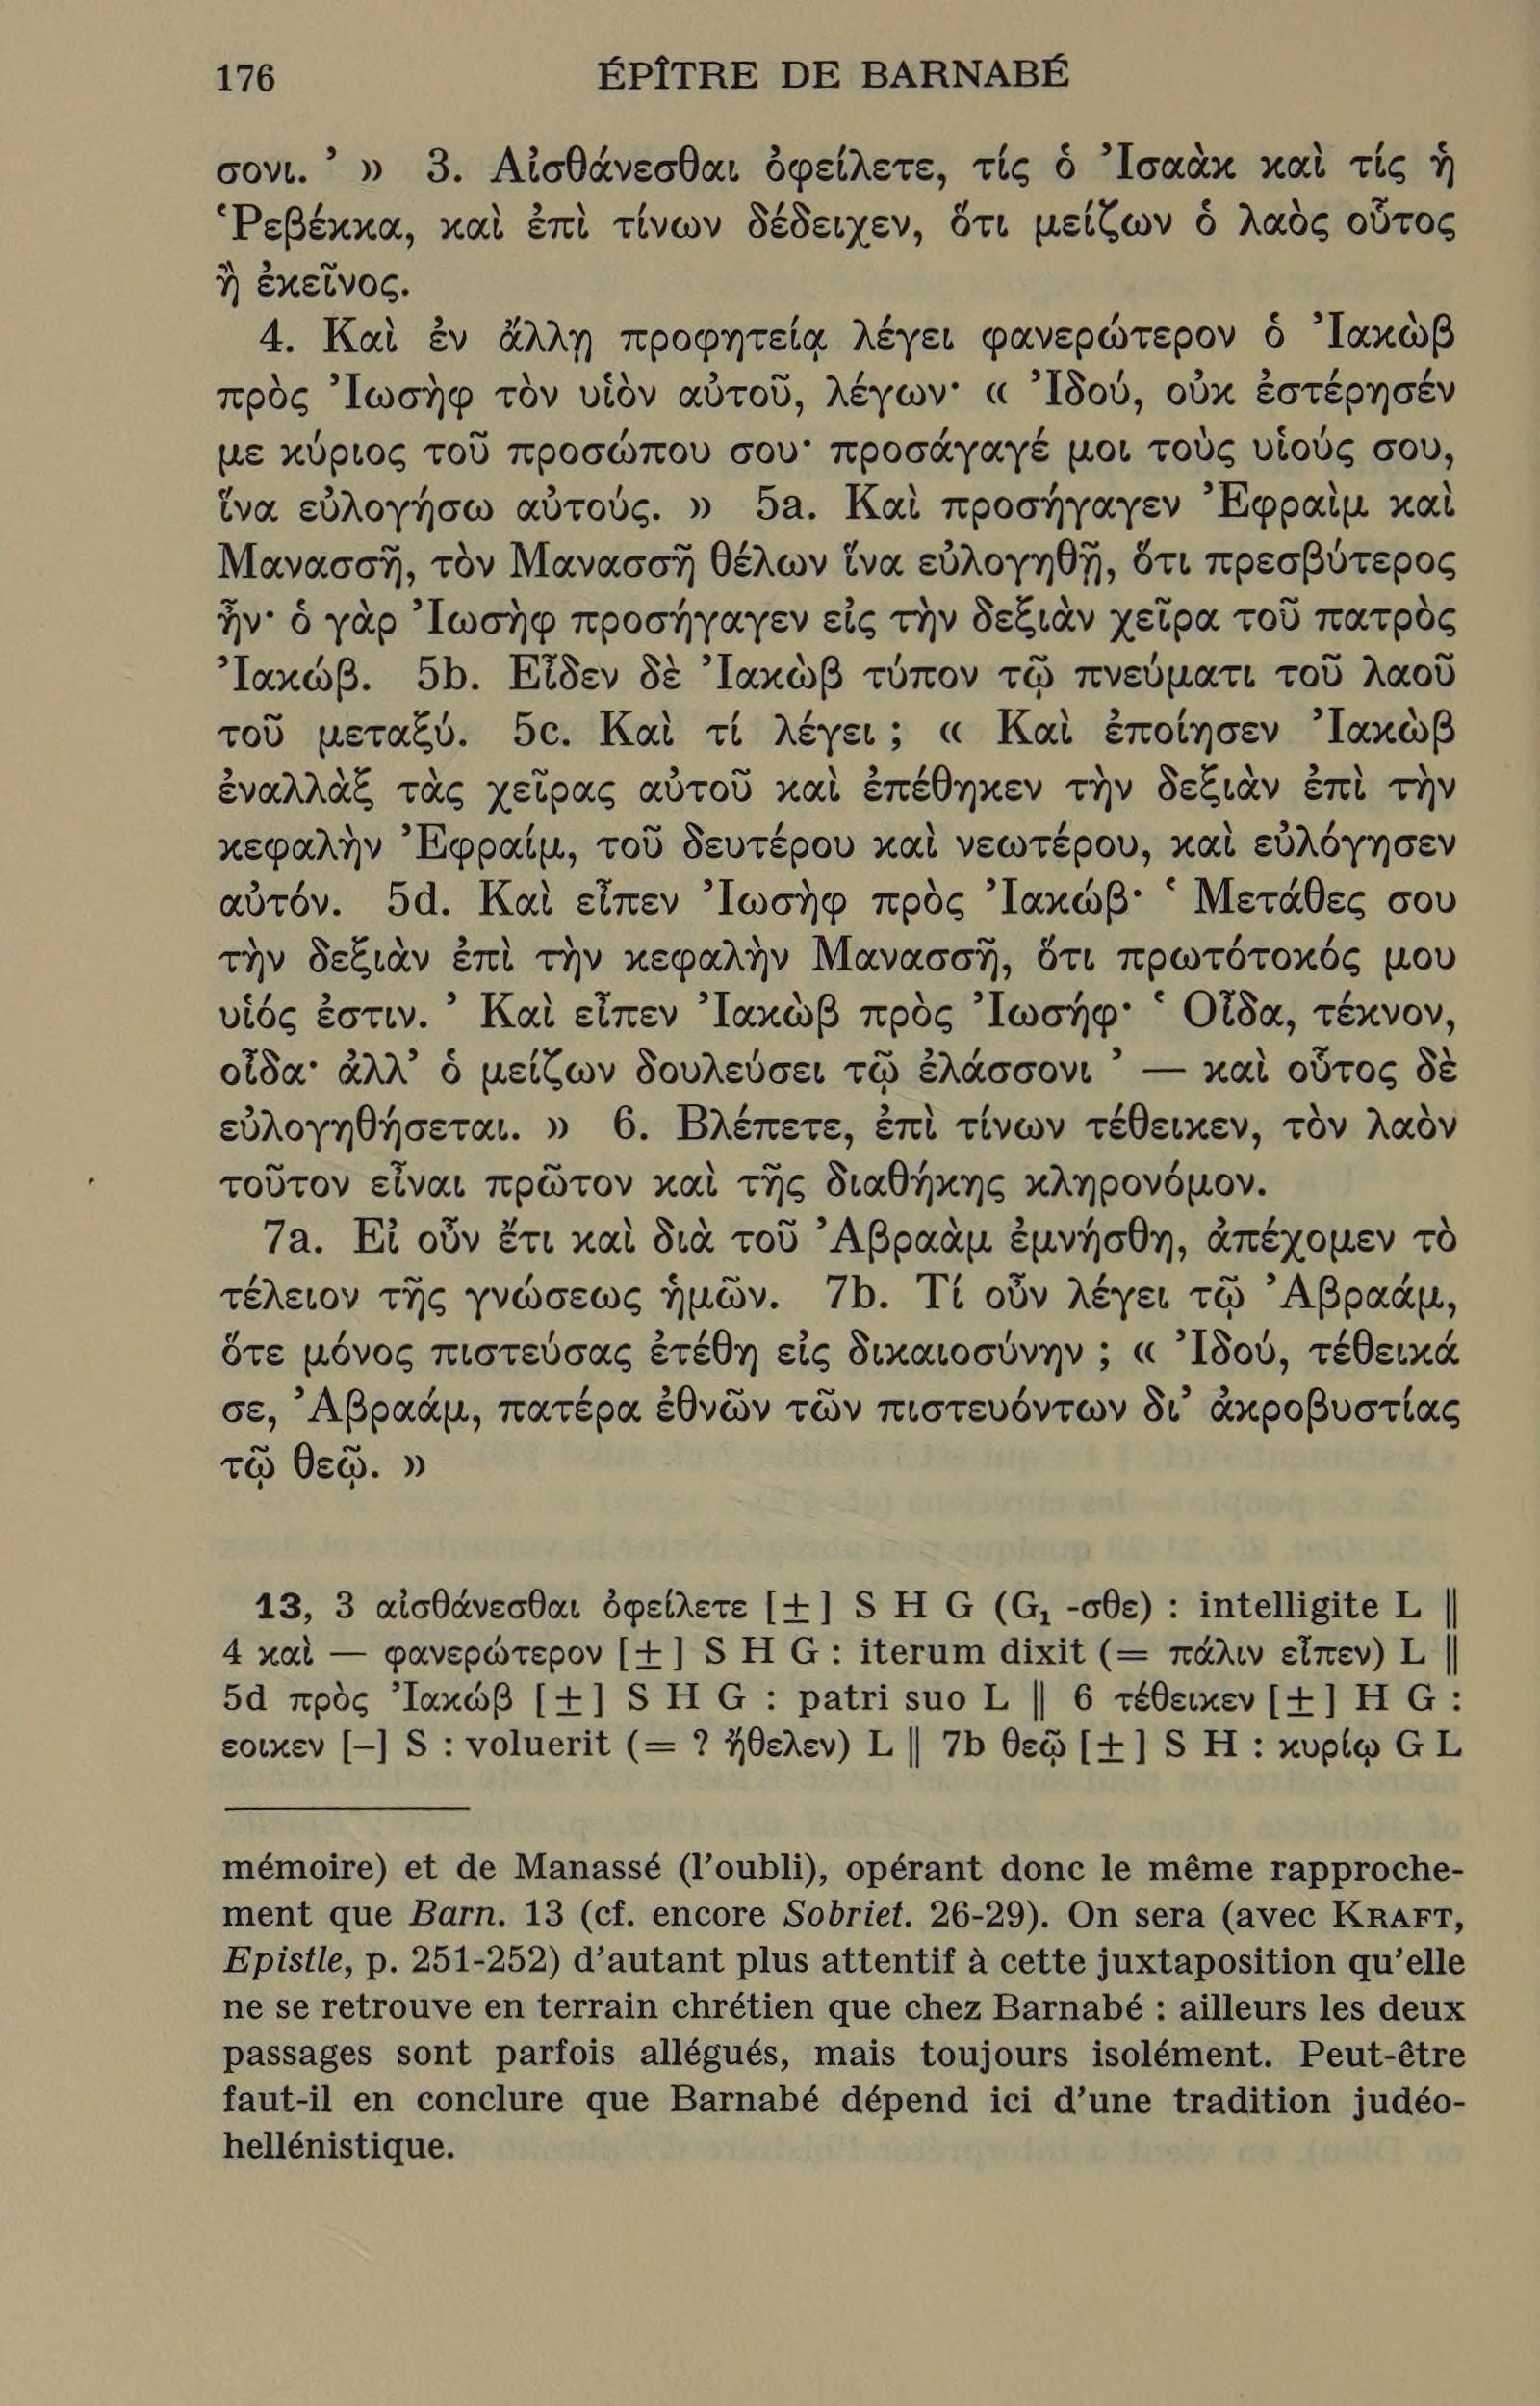 176 ÉPÎTRE DE BARNABÉ
σονι. ’ » 3. Αἰσθάνεσθαι ὀφείλετε, τίς ὁ Ἰσαὰκ καὶ τίς ἡ
Ῥεβέκκα, καὶ ἐπὶ τίνων δέδειχεν, ὅτι μείζων ὁ λαὸς οὗτος
ἢ ἐκεῖνος.
4. Καὶ ἐν ἄλλῃ προφητείᾳ λέγει φανερώτερον ὁ Ἰακὼβ
πρὸς Ἰωσὴφ τὸν υἱὸν αὐτοῦ, λέγων· « Ἰδού, οὐκ ἐστέρησέν
με κύριος τοῦ προσώπου σου· προσάγαγέ μοι τοὺς υἱούς σου,
ἵνα εὐλογήσω αὐτούς. » 5a. Καὶ προσήγαγεν Ἐφραὶμ καὶ
Μανασσῆ, τὸν Μανασσῆ θέλων ἵνα εὐλογηθῇ, ὅτι πρεσβύτερος
ἦν· ὁ γὰρ Ἰωσὴφ προσήγαγεν εἰς τὴν δεξιὰν χεῖρα τοῦ πατρὸς
Ἰακώβ. 5b. Εἶδεν δὲ Ἰακὼβ τύπον τῷ πνεύματι τοῦ λαοῦ
τοῦ μεταξύ. 5c. Καὶ τί λέγει ; « Καὶ ἐποίησεν Ἰακὼβ
ἐναλλὰξ τὰς χεῖρας αὐτοῦ καὶ ἐπέθηκεν τὴν δεξιὰν ἐπὶ τὴν
κεφαλὴν Ἐφραίμ, τοῦ δευτέρου καὶ νεωτέρου, καὶ εὐλόγησεν
αὐτόν. 5d. Καὶ εἶπεν Ἰωσὴφ πρὸς Ἰακώβ· ‘ Μετάθες σου
τὴν δεξιὰν ἐπὶ τὴν κεφαλὴν Μανασσῆ, ὅτι πρωτότοκός μου
υἱός ἐστιν. ’ Καὶ εἶπεν Ἰακὼβ πρὸς Ἰωσήφ· ‘ Οἶδα, τέκνον,
οἶδα· ἀλλ’ ὁ μείζων δουλεύσει τῷ ἐλάσσονι ’ — καὶ οὗτος δὲ
εὐλογηθήσεται. » 6. Βλέπετε, ἐπὶ τίνων τέθεικεν, τὸν λαὸν
τοῦτον εἶναι πρῶτον καὶ τῆς διαθήκης κληρονόμον.
7a. Εἰ οὖν ἔτι καὶ διὰ τοῦ Ἀβραὰμ ἐμνήσθη, ἀπέχομεν τὸ
τέλειον τῆς γνώσεως ἡμῶν. 7b. Τί οὖν λέγει τῷ Ἀβραάμ,
ὅτε μόνος πιστεύσας ἐτέθη εἰς δικαιοσύνην ; « Ἰδού, τέθεικά
σε, Ἀβραάμ, πατέρα ἐθνῶν τῶν πιστευόντων δι’ ἀκροβυστίας
τῷ θεῷ. »
13, 3 αἰσθάνεσθαι ὀφείλετε [±] S H G (G₁ -σθε) : intelligite L ||
4 καὶ — φανερώτερον [±] S H G : iterum dixit (= πάλιν εἶπεν) L ||
5d πρὸς Ἰακώβ [±] S H G : patri suo L || 6 τέθεικεν [±] H G :
εοικεν [–] S : voluerit (= ? ἤθελεν) L || 7b θεῷ [±] S H : κυρίῳ G L
mémoire) et de Manassé (l’oubli), opérant donc le même rapproche-
ment que Barn. 13 (cf. encore Sobriet. 26-29). On sera (avec KRAFT,
Epistle, p. 251-252) d’autant plus attentif à cette juxtaposition qu’elle
ne se retrouve en terrain chrétien que chez Barnabé : ailleurs les deux
passages sont parfois allégués, mais toujours isolément. Peut-être
faut-il en conclure que Barnabé dépend ici d’une tradition judéo-
hellénistique.